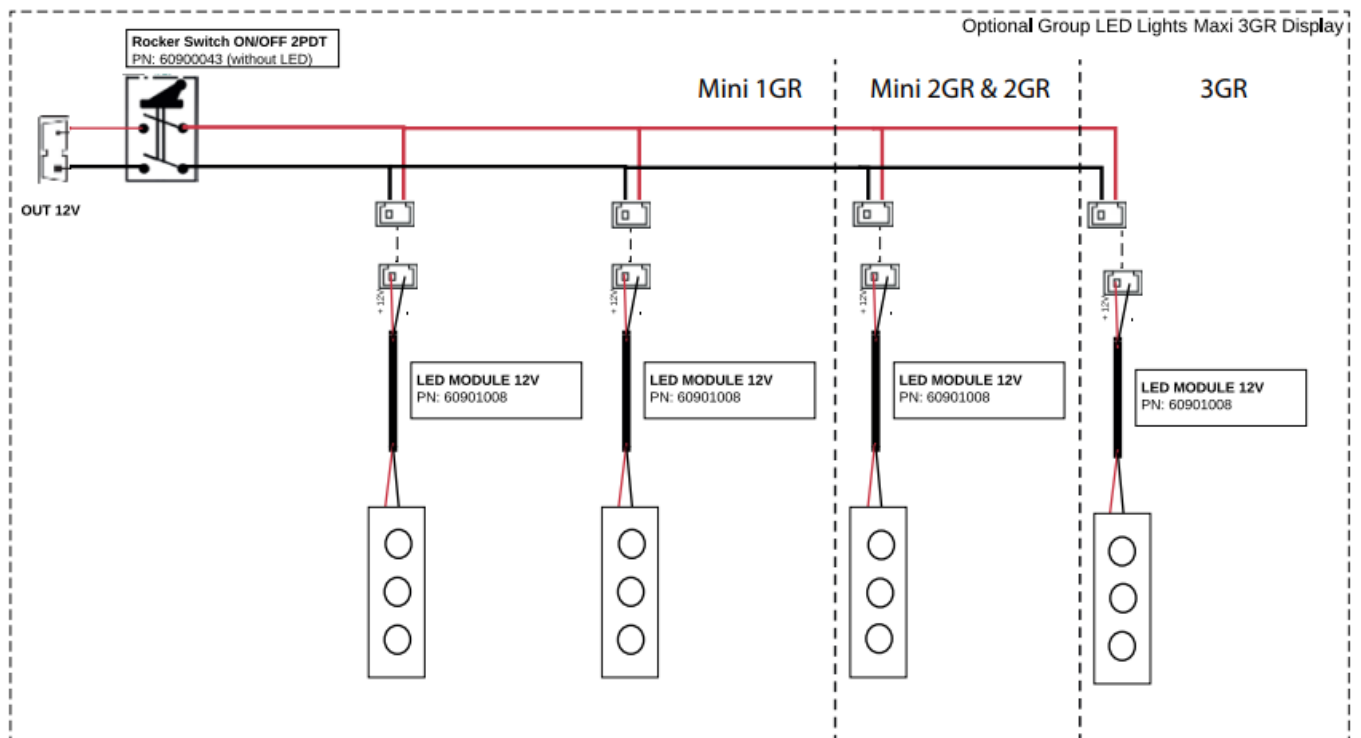 Optional Group LED Lights Maxi 3GR Display
Rocker Switch ON/OFF 2PDT
PN: 60900043 (without LED)
Mini 1GR
Mini 2GR & 2GR
3GR
OUT 12V
+ 12V
+ 12V
+ 12V
+ 12V
LED MODULE 12V
PN: 60901008
LED MODULE 12V
PN: 60901008
LED MODULE 12V
PN: 60901008
LED MODULE 12V
PN: 60901008